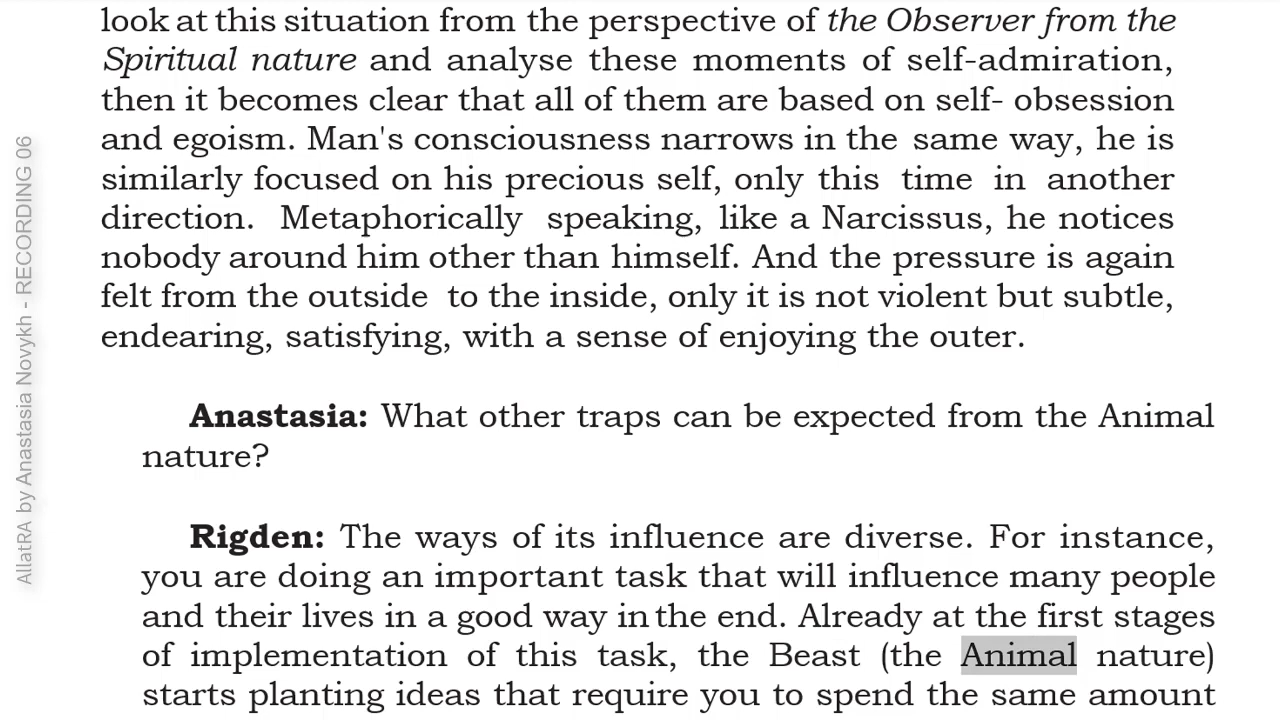 look at this situation from the perspective of the Observer from the
Spiritual nature and analyse these moments of self-admiration,
then it becomes clear that all of them are based on self- obsession
and egoism. Man's consciousness narrows in the same way, he is
similarly focused on his precious self, only this time in another
direction. Metaphorically speaking, like a Narcissus, he notices
nobody around him other than himself. And the pressure is again
felt from the outside to the inside, only it is not violent but subtle,
endearing, satisfying, with a sense of enjoying the outer.
Anastasia: What other traps can be expected from the Animal
nature?
Rigden: The ways of its influence are diverse. For instance,
you are doing an important task that will influence many people
and their lives in a good way in the end. Already at the first stages
of implementation of this task, the Beast (the Animal nature)
starts planting ideas that require you to spend the same amount
AllatRA by Anastasia Novykh - RECORDING 06